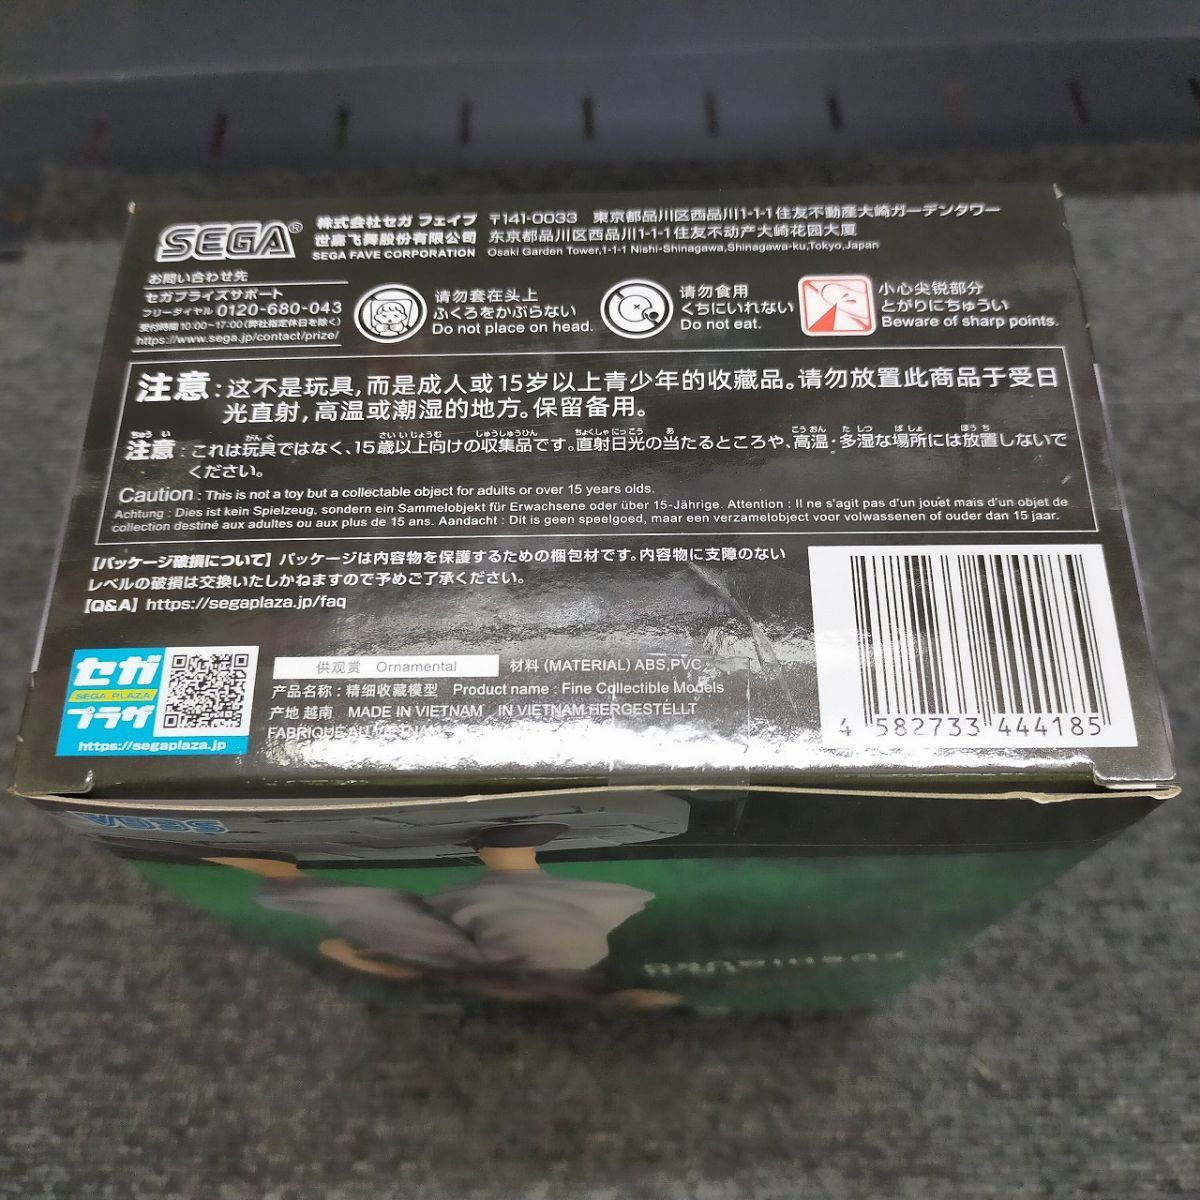 SEGA®
株式会社セガ フェイブ 〒141-0033 東京都品川区西品川1-1-1住友不動産大崎ガーデンタワー
世嘉飞舞股份有限公司 东京都品川区西品川1-1-1住友不动产大崎花园大厦
SEGA FAVE CORPORATION Osaki Garden Tower,1-1-1 Nishi-Shinagawa,Shinagawa-ku,Tokyo,Japan
お問い合わせ先
セガプライズサポート
フリーダイヤル 0120-680-043
受付時間 10:00~17:00(弊社指定休日を除く)
https://www.sega.jp/contact/prize/
请勿套在头上
ふくろをかぶらない
Do not place on head.
请勿食用
くちにいれない
Do not eat.
小心尖锐部分
とがりにちゅうい
Beware of sharp points.
注意:这不是玩具,而是成人或15岁以上青少年的收藏品。请勿放置此商品于受日
光直射,高温或潮湿的地方。保留备用。
注意:これは玩具ではなく、15歳以上向けの収集品です。直射日光の当たるところや、高温・多湿な場所には放置しないで
ください。
Caution : This is not a toy but a collectable object for adults or over 15 years olds.
Achtung : Dies ist kein Spielzeug, sondern ein Sammelobjekt für Erwachsene oder über 15-Jährige. Attention : Il ne s'agit pas d'un jouet mais d'un objet de
collection destiné aux adultes ou aux plus de 15 ans. Aandacht : Dit is geen speelgoed, maar een verzamelobject voor volwassenen of ouder dan 15 jaar.
【パッケージ破損について】パッケージは内容物を保護するための梱包材です。内容物に支障のない
レベルの破損は交換いたしかねますので予めご了承ください。
【Q&A】https://segaplaza.jp/faq
セガ
SEGA PLAZA
プラザ
https://segaplaza.jp
供观赏 Ornamental 材料 (MATERIAL) ABS,PVC
产品名称:精细收藏模型 Product name : Fine Collectible Models
产地 越南 MADE IN VIETNAM IN VIETNAM HERGESTELLT
FABRIQUE AU VIETNAM
4 582733 444185
SEGA